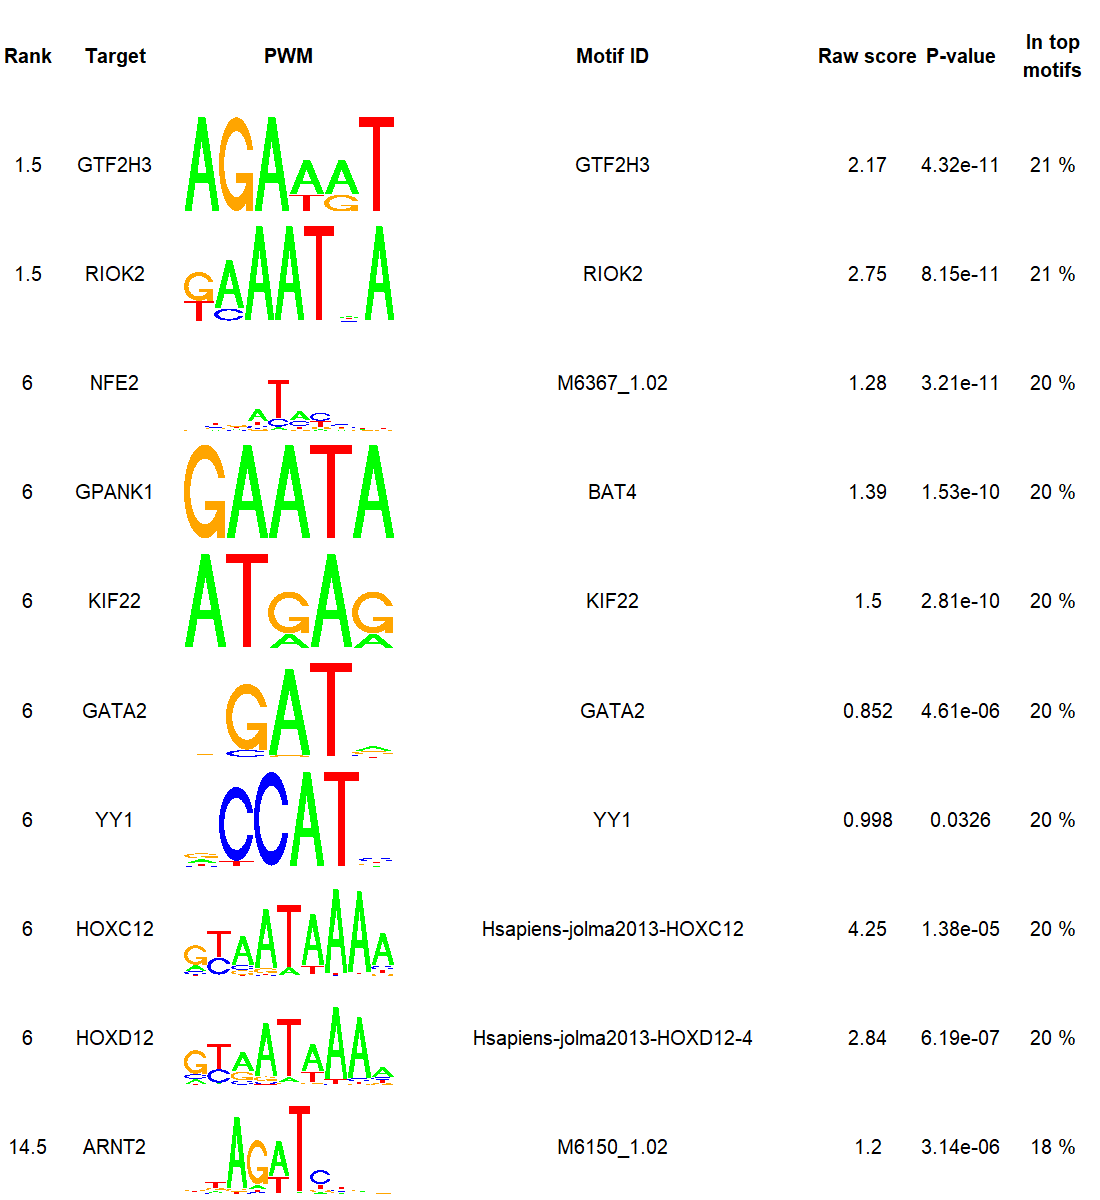 Rank Target PWM Motif ID Raw score P-value In top motifs
1.5 GTF2H3 GTF2H3 2.17 4.32e-11 21 %
1.5 RIOK2 RIOK2 2.75 8.15e-11 21 %
6 NFE2 M6367_1.02 1.28 3.21e-11 20 %
6 GPANK1 GAATA BAT4 1.39 1.53e-10 20 %
6 KIF22 KIF22 1.5 2.81e-10 20 %
6 GATA2 GATA2 0.852 4.61e-06 20 %
6 YY1 YY1 0.998 0.0326 20 %
6 HOXC12 Hsapiens-jolma2013-HOXC12 4.25 1.38e-05 20 %
6 HOXD12 Hsapiens-jolma2013-HOXD12-4 2.84 6.19e-07 20 %
14.5 ARNT2 M6150_1.02 1.2 3.14e-06 18 %